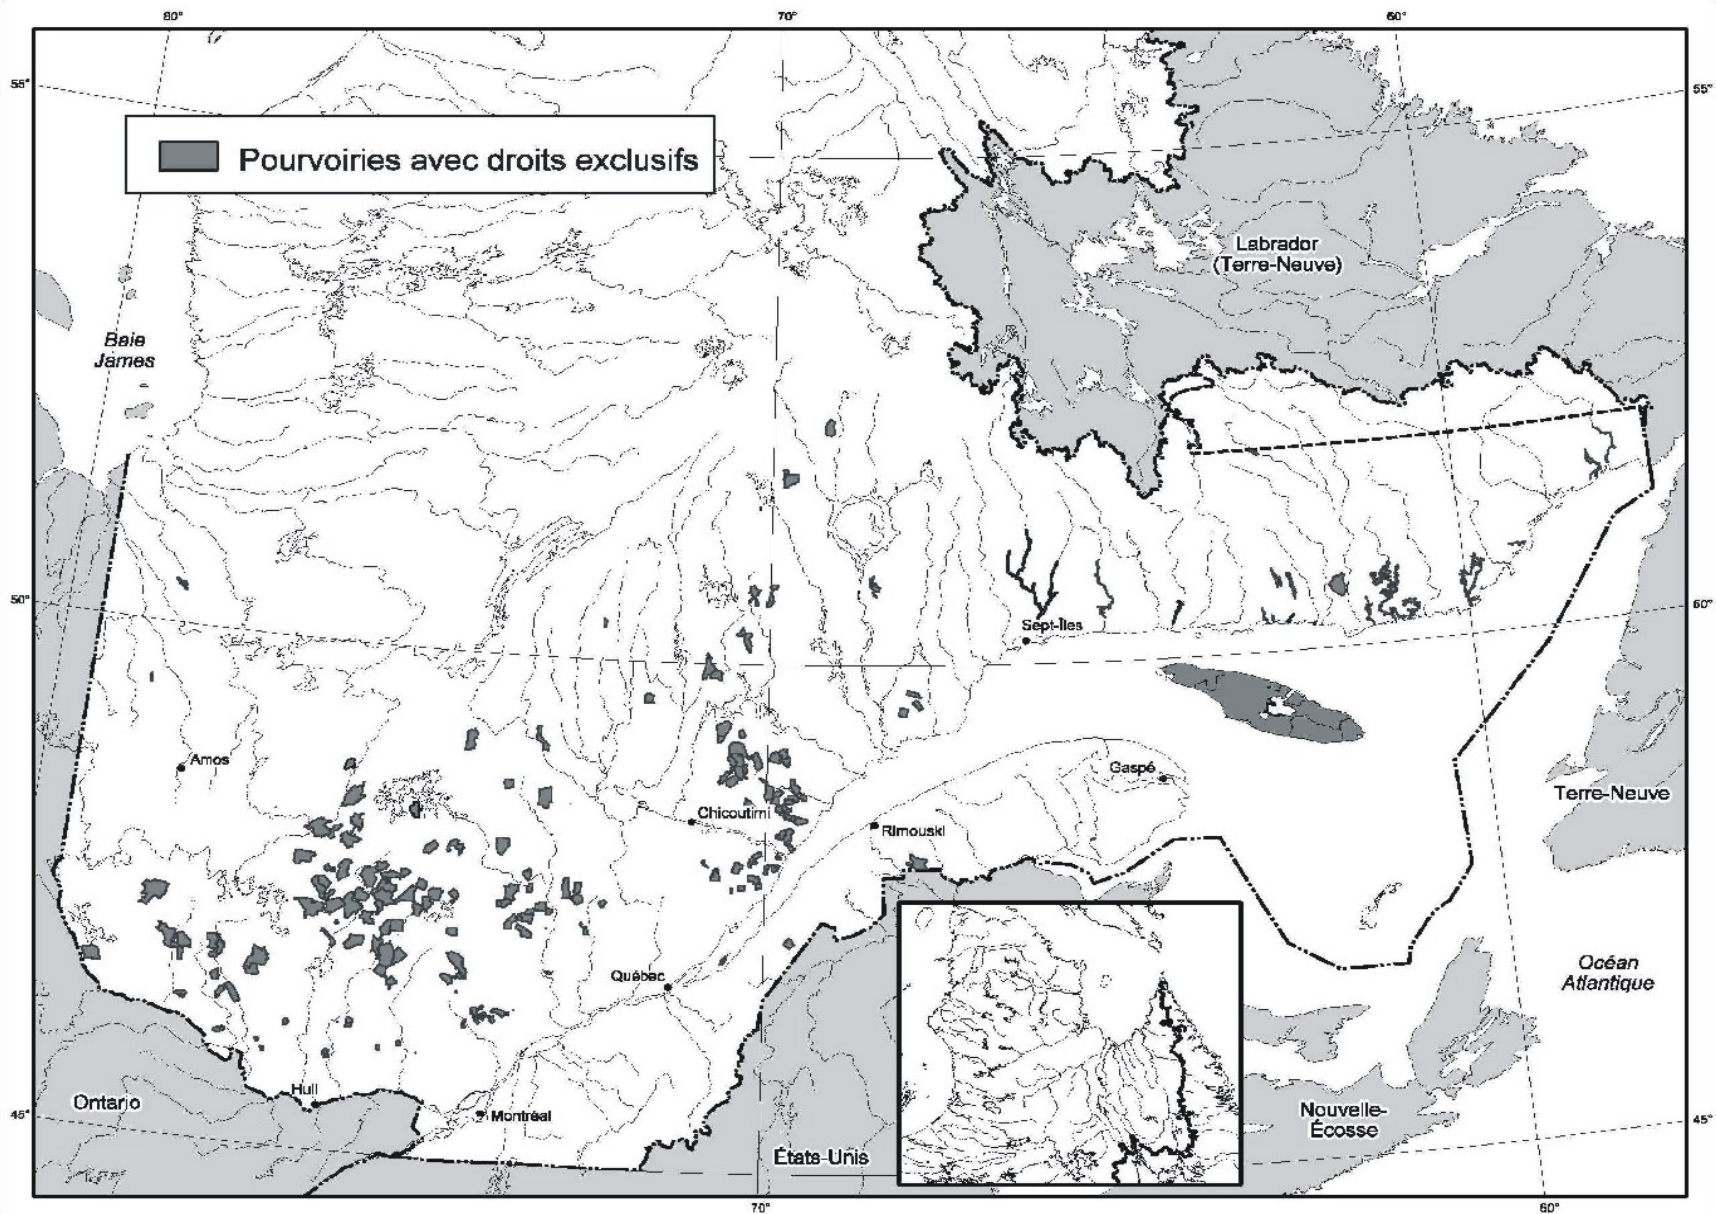 80°
70°
60°
55°
55°
Pourvoiries avec droits exclusifs
Labrador
(Terre-Neuve)
Baie
James
50°
50°
Sept-Îles
Amos
Gaspé
Terre-Neuve
Chicoutimi
Rimouski
Québec
Océan
Atlantique
Hull
Ontario
Montréal
Nouvelle-
Écosse
45°
45°
États-Unis
70°
60°